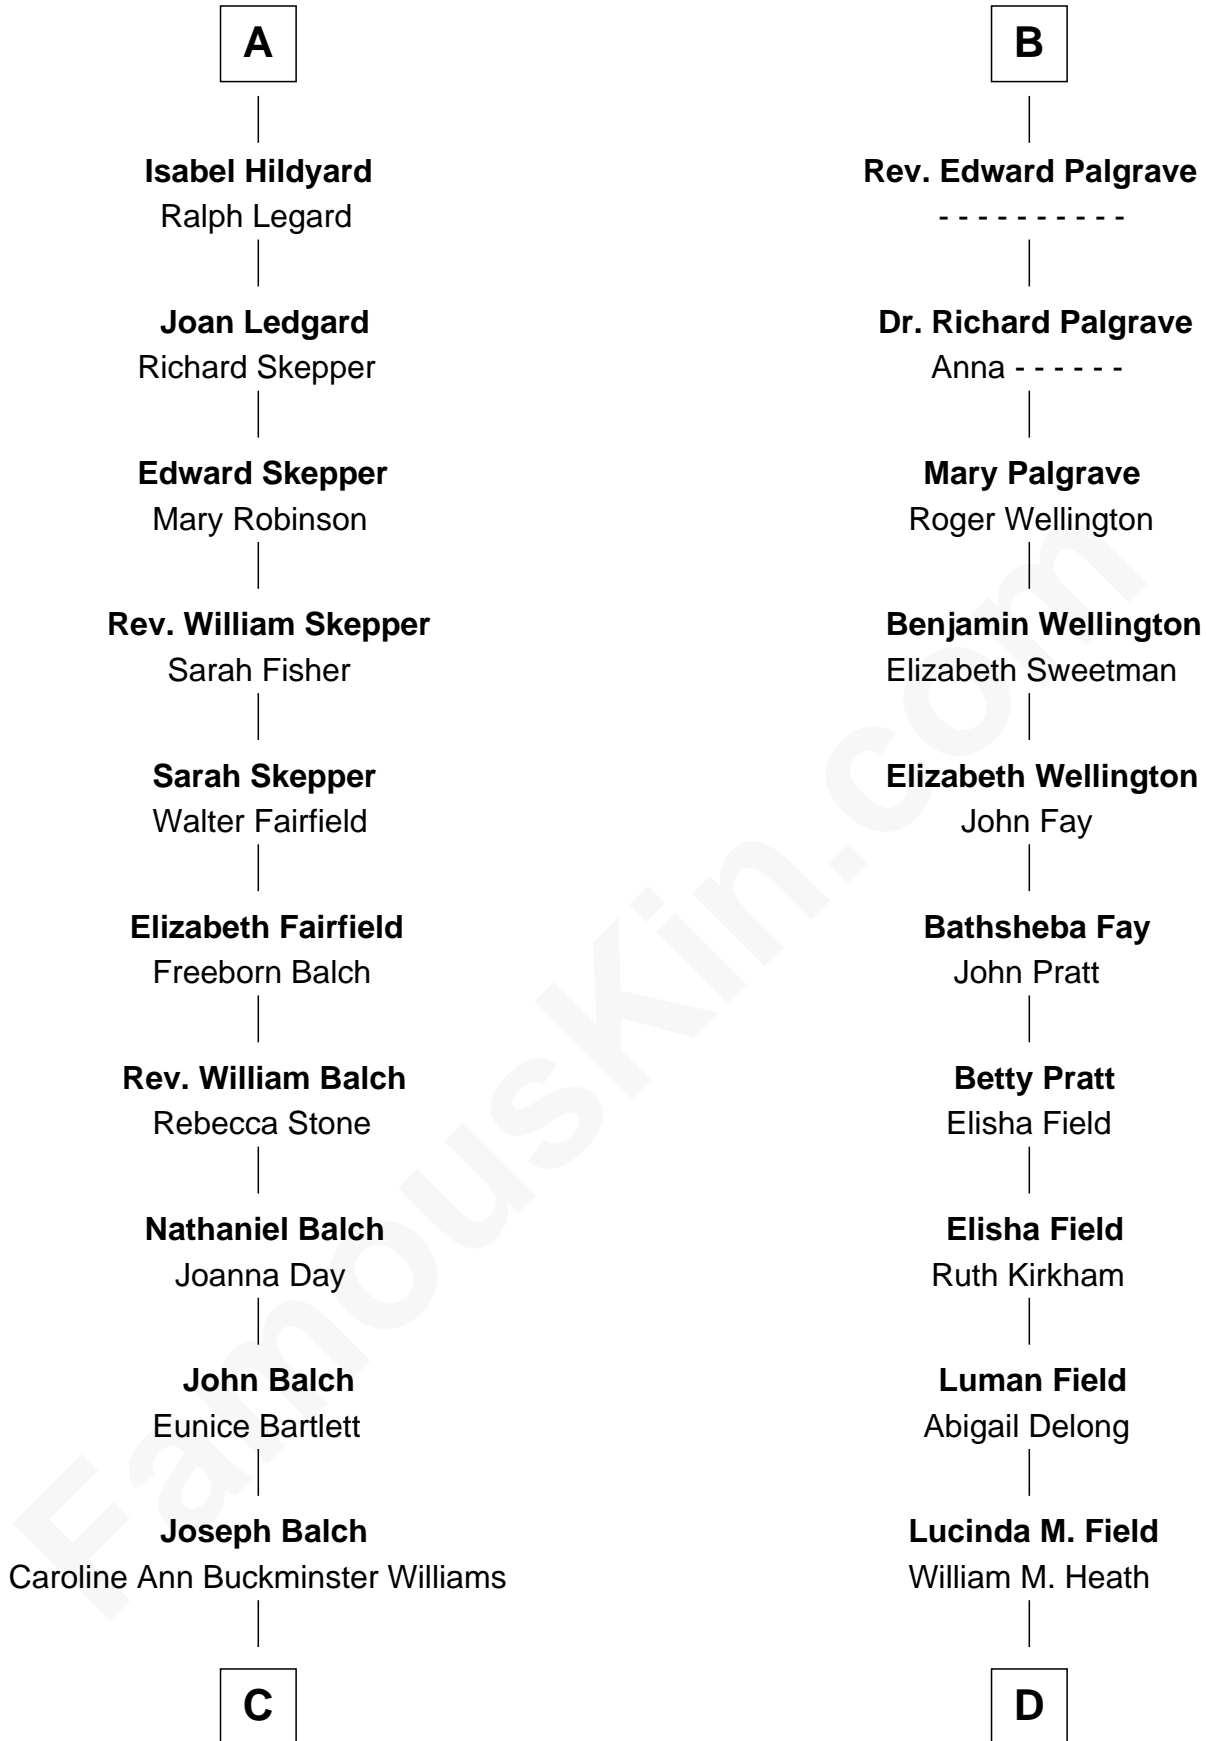 A
Isabel Hildyard
Ralph Legard
Joan Ledgard
Richard Skepper
Edward Skepper
Mary Robinson
Rev. William Skepper
Sarah Fisher
Sarah Skepper
Walter Fairfield
Elizabeth Fairfield
Freeborn Balch
Rev. William Balch
Rebecca Stone
Nathaniel Balch
Joanna Day
John Balch
Eunice Bartlett
Joseph Balch
Caroline Ann Buckminster Williams
C
B
Rev. Edward Palgrave
- - - - - - - - - -
Dr. Richard Palgrave
Anna - - - - - -
Mary Palgrave
Roger Wellington
Benjamin Wellington
Elizabeth Sweetman
Elizabeth Wellington
John Fay
Bathsheba Fay
John Pratt
Betty Pratt
Elisha Field
Elisha Field
Ruth Kirkham
Luman Field
Abigail Delong
Lucinda M. Field
William M. Heath
D
FamousKin.com